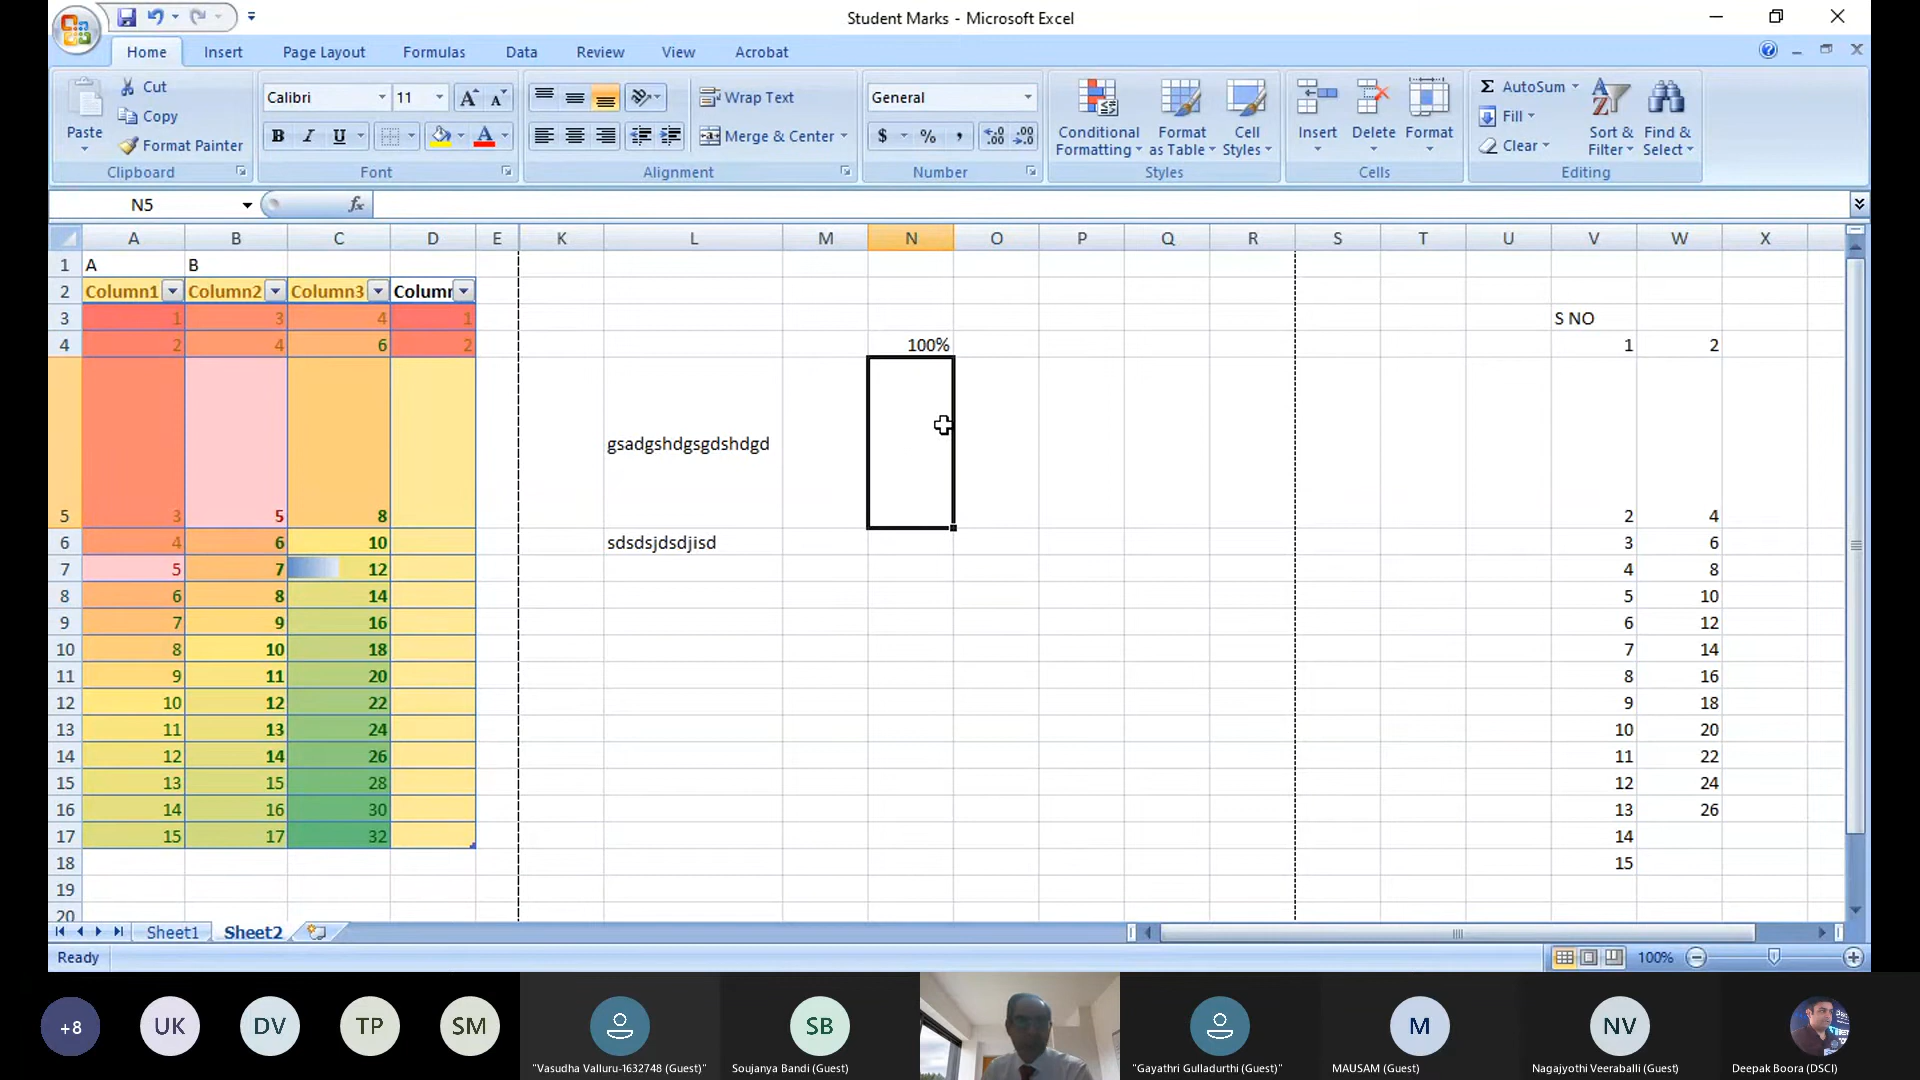 Student Marks - Microsoft Excel
Home Insert Page Layout Formulas Data Review View Acrobat
Paste Cut Copy Format Painter Clipboard
Calibri 11 A A B I U A Font
Wrap Text Merge & Center Alignment
General $ % , .00 .00 Number
Conditional Formatting Format as Table Cell Styles Styles
Insert Delete Format Cells
Σ AutoSum Fill Clear Sort & Filter Find & Select Editing
N5 fx
A B C D E K L M N O P Q R S T U V W X
1 A B
2 Column1 Column2 Column3 Colum
3 1 3 4 1 S NO
4 2 4 6 2 100% 1 2
gsadgshdgsgdshdgd
5 3 5 8 2 4
6 4 6 10 sdsdsjdsdjisd 3 6
7 5 7 12 4 8
8 6 8 14 5 10
9 7 9 16 6 12
10 8 10 18 7 14
11 9 11 20 8 16
12 10 12 22 9 18
13 11 13 24 10 20
14 12 14 26 11 22
15 13 15 28 12 24
16 14 16 30 13 26
17 15 17 32 14
18 15
19
20
Sheet1 Sheet2
Ready 100%
+8 UK DV TP SM SB M NV
"Vasudha Valluru-1632748 (Guest)" Soujanya Bandi (Guest) "Gayathri Gulladurthi (Guest)" MAUSAM (Guest) Nagajyothi Veeraballi (Guest) Deepak Boora (DSCI)